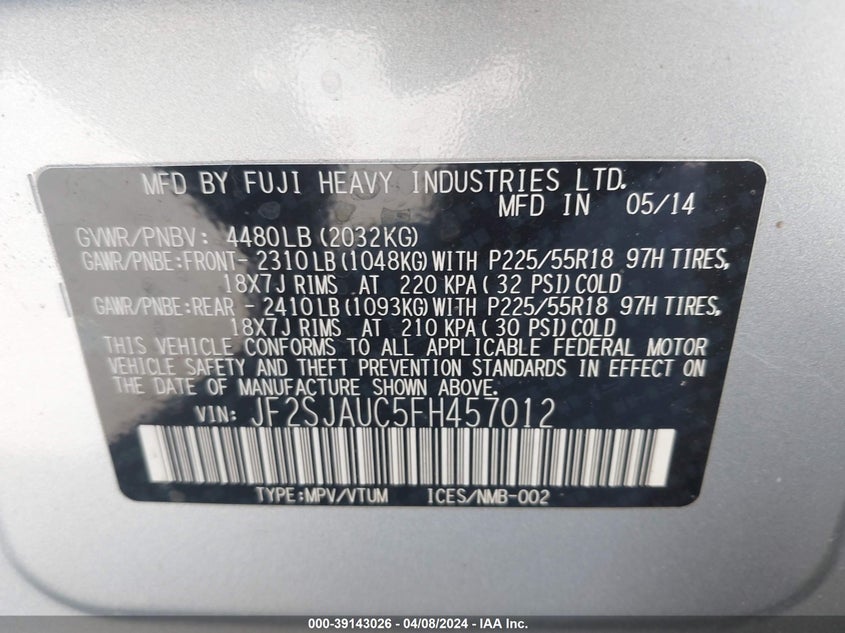 MFD BY FUJI HEAVY INDUSTRIES LTD.
MFD IN 05/14
GVWR/PNBV: 4480LB (2032KG)
GAWR/PNBE:FRONT- 2310LB (1048KG) WITH P225/55R18 97H TIRES,
18X7J RIMS AT 220 KPA ( 32 PSI) COLD
GAWR/PNBE:REAR - 2410LB (1093KG) WITH P225/55R18 97H TIRES,
18X7J RIMS AT 210 KPA ( 30 PSI) COLD
THIS VEHICLE CONFORMS TO ALL APPLICABLE FEDERAL MOTOR
VEHICLE SAFETY AND THEFT PREVENTION STANDARDS IN EFFECT ON
THE DATE OF MANUFACTURE SHOWN ABOVE.
VIN: JF2SJAUC5FH457012
TYPE:MPV/VTUM ICES/NMB-002
000-39143026 - 04/08/2024 - IAA Inc.